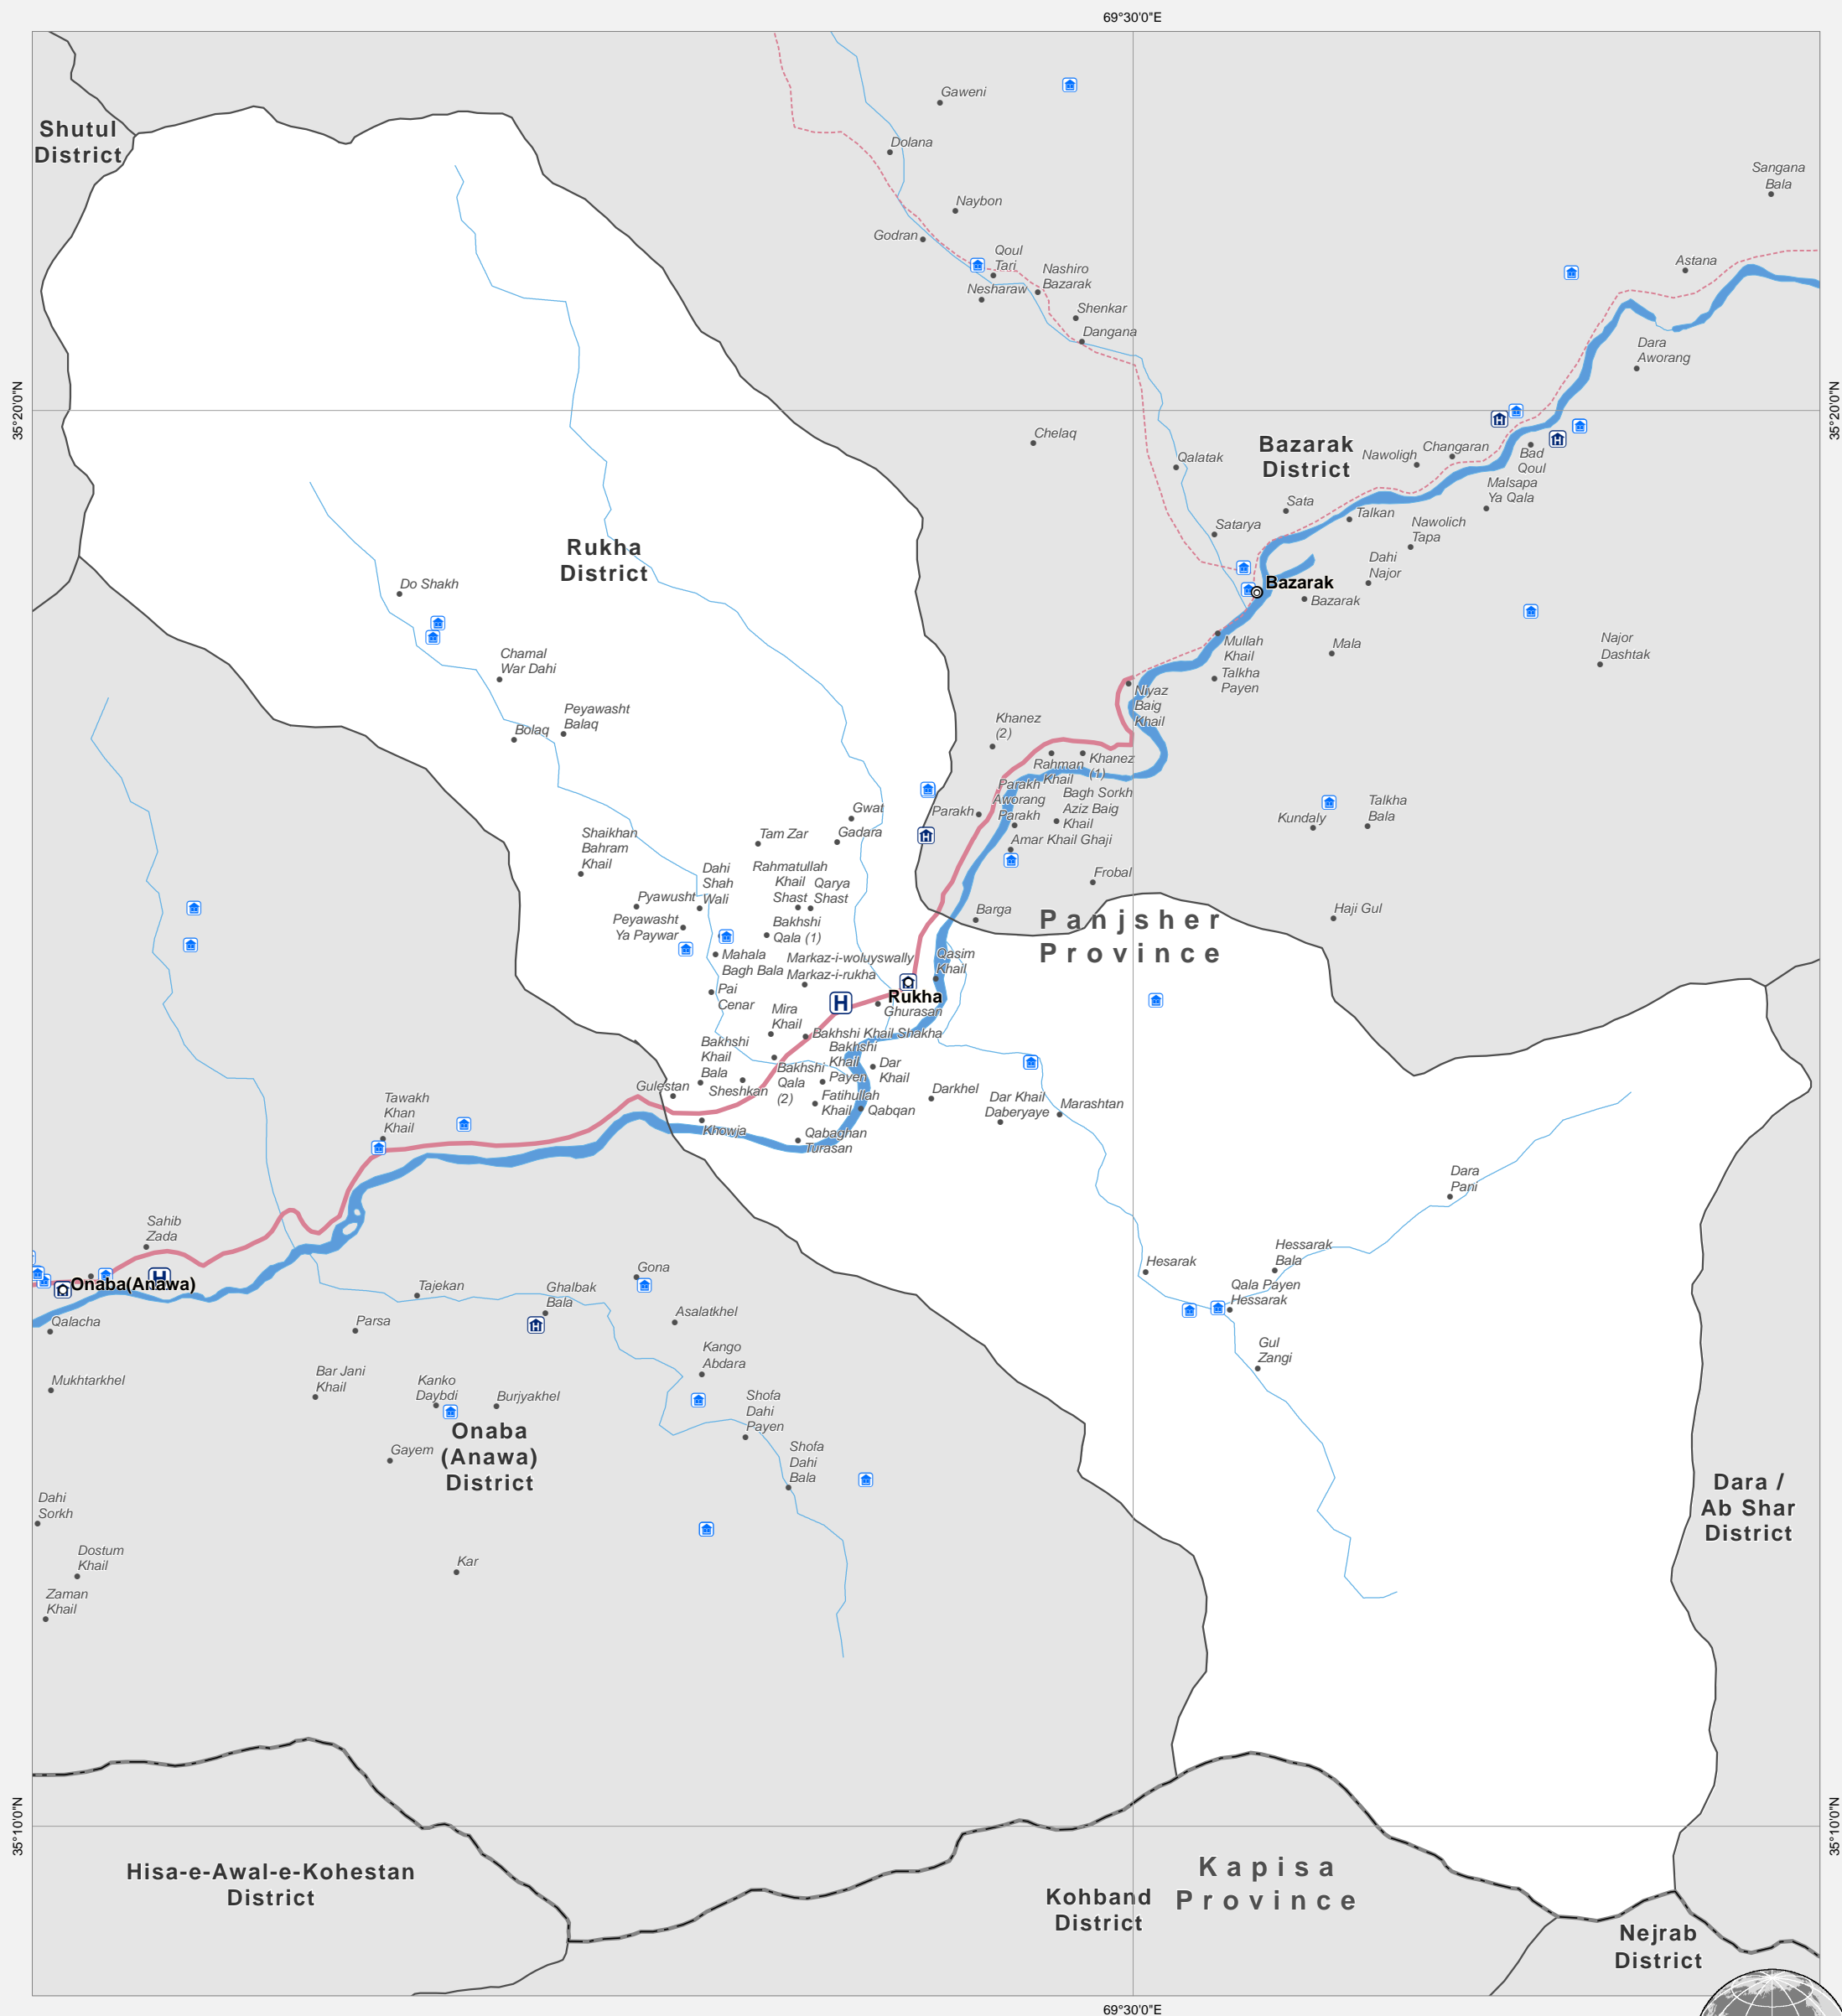 69°30'0"E
Shutul
District
Gaweni
Dolana
Naybon
Godran
Qoul
Tari
Nesharaw
Nashiro
Bazarak
Shenkar
Dangana
Sangana
Bala
Astana
Dara
Aworang
35°20'0"N
35°20'0"N
Chelaq
Qalatak
Bazarak
District
Nawoligh
Changaran
Bad
Qoul
Malsapa
Ya Qala
Sata
Talkan
Satarya
Nawolich
Tapa
Dahi
Najor
Rukha
District
Do Shakh
Bazarak
Bazarak
Mullah
Khail
Mala
Najor
Dashtak
Talkha
Payen
Niyaz
Baig
Khail
Chamal
War Dahi
Peyawasht
Balaq
Bolaq
Khanez
(2)
Rahman
Khail
Khanez
(1)
Parakh
Aworang
Parakh
Parakh
Bagh Sorkh
Aziz Baig
Khail
Amar Khail Ghaji
Kundaly
Talkha
Bala
Gwat
Gadara
Tam Zar
Shaikhan
Bahram
Khail
Frobal
Haji Gul
Barga
Panjsher
Province
Dahi
Shah
Wali
Rahmatullah
Khail
Shast
Qarya
Shast
Pyawusht
Peyawasht
Ya Paywar
Bakhshi
Qala (1)
Mahala
Bagh Bala
Markaz-i-woluyswally
Markaz-i-rukha
Qasim
Khail
Pai
Cenar
Rukha
Ghurasan
Mira
Khail
Bakhshi Khail Shakha
Bakhshi
Khail
Bala
Bakhshi
Khail
Payen
Dar
Khail
Bakhshi
Qala
(2)
Sheshkan
Gulestan
Fatihullah
Khail
Qabqan
Darkhel
Dar Khail
Daberyaye
Marashtan
Khowja
Qabaghan
Turasan
Tawakh
Khan
Khail
Dara
Pani
Sahib
Zada
Onaba(Anawa)
Hesarak
Hessarak
Bala
Qala Payen
Hessarak
Gul
Zangi
Gona
Tajekan
Ghalbak
Bala
Asalatkhel
Qalacha
Parsa
Kango
Abdara
Mukhtarkhel
Bar Jani
Khail
Kanko
Daybdi
Burjyakhel
Shofa
Dahi
Payen
Onaba
(Anawa)
District
Gayem
Shofa
Dahi
Bala
Dara /
Ab Shar
District
Dahi
Sorkh
Dostum
Khail
Kar
Zaman
Khail
35°10'0"N
35°10'0"N
Hisa-e-Awal-e-Kohestan
District
Kapisa
Province
Kohband
District
Nejrab
District
69°30'0"E